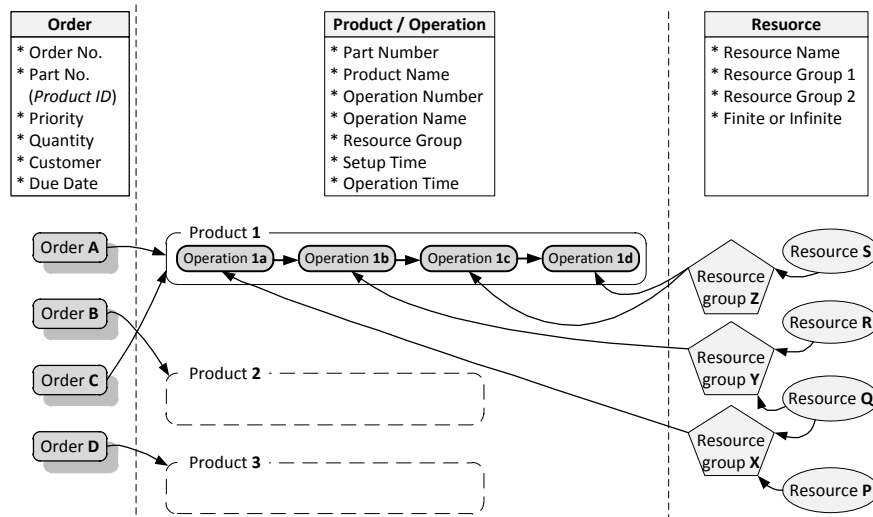 Order
* Order No.
* Part No.
(Product ID)
* Priority
* Quantity
* Customer
* Due Date
Product / Operation
* Part Number
* Product Name
* Operation Number
* Operation Name
* Resource Group
* Setup Time
* Operation Time
Resuorce
* Resource Name
* Resource Group 1
* Resource Group 2
* Finite or Infinite
Order A
Order B
Order C
Order D
Product 1
Operation 1a
Operation 1b
Operation 1c
Operation 1d
Product 2
Product 3
Resource
group Z
Resource
group Y
Resource
group X
Resource S
Resource R
Resource Q
Resource P